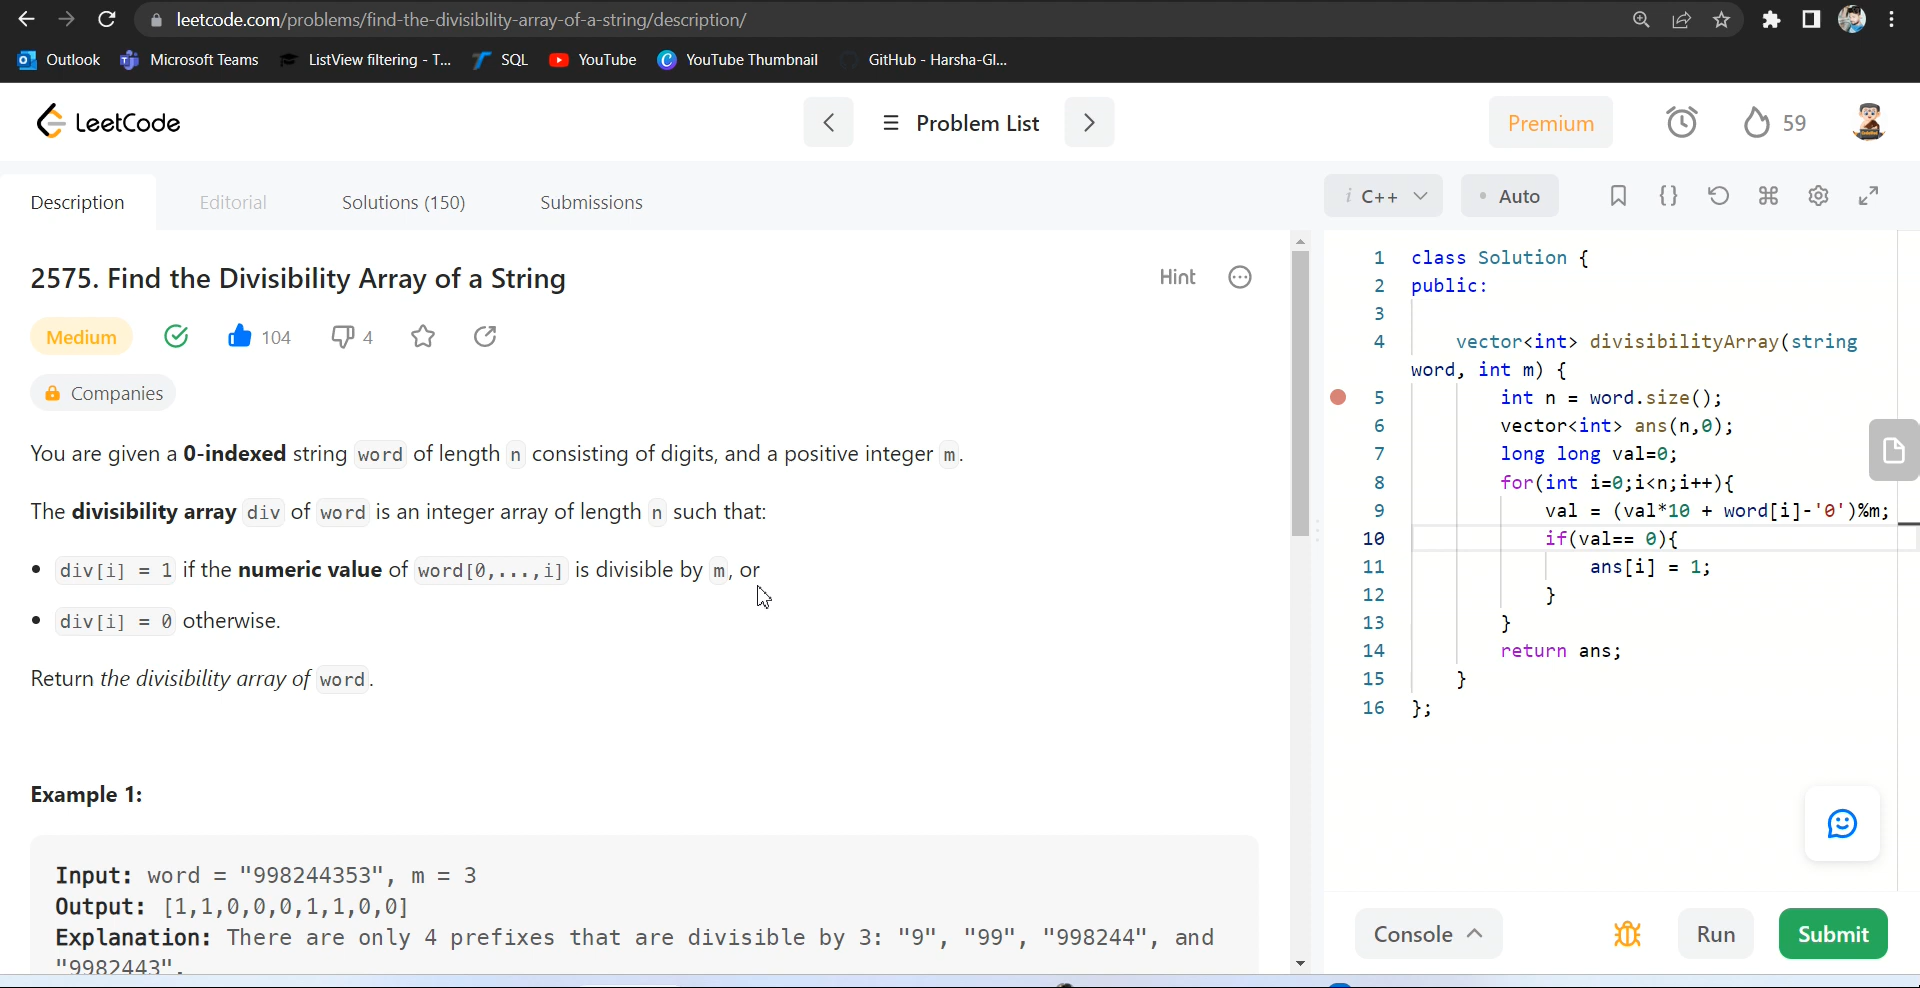 leetcode.com/problems/find-the-divisibility-array-of-a-string/description/
Outlook Microsoft Teams ListView filtering - T... SQL YouTube YouTube Thumbnail GitHub - Harsha-Gl...
LeetCode Problem List Premium 59
Description Editorial Solutions (150) Submissions
i C++ Auto
2575. Find the Divisibility Array of a String Hint
Medium 104 4
Companies
You are given a 0-indexed string word of length n consisting of digits, and a positive integer m.
The divisibility array div of word is an integer array of length n such that:
• div[i] = 1 if the numeric value of word[0,...,i] is divisible by m, or
• div[i] = 0 otherwise.
Return the divisibility array of word.
Example 1:
Input: word = "998244353", m = 3
Output: [1,1,0,0,0,1,1,0,0]
Explanation: There are only 4 prefixes that are divisible by 3: "9", "99", "998244", and
"9982443".
1 class Solution {
2 public:
3
4 vector<int> divisibilityArray(string
word, int m) {
5 int n = word.size();
6 vector<int> ans(n,0);
7 long long val=0;
8 for(int i=0;i<n;i++){
9 val = (val*10 + word[i]-'0')%m;
10 if(val== 0){
11 ans[i] = 1;
12 }
13 }
14 return ans;
15 }
16 };
Console Run Submit